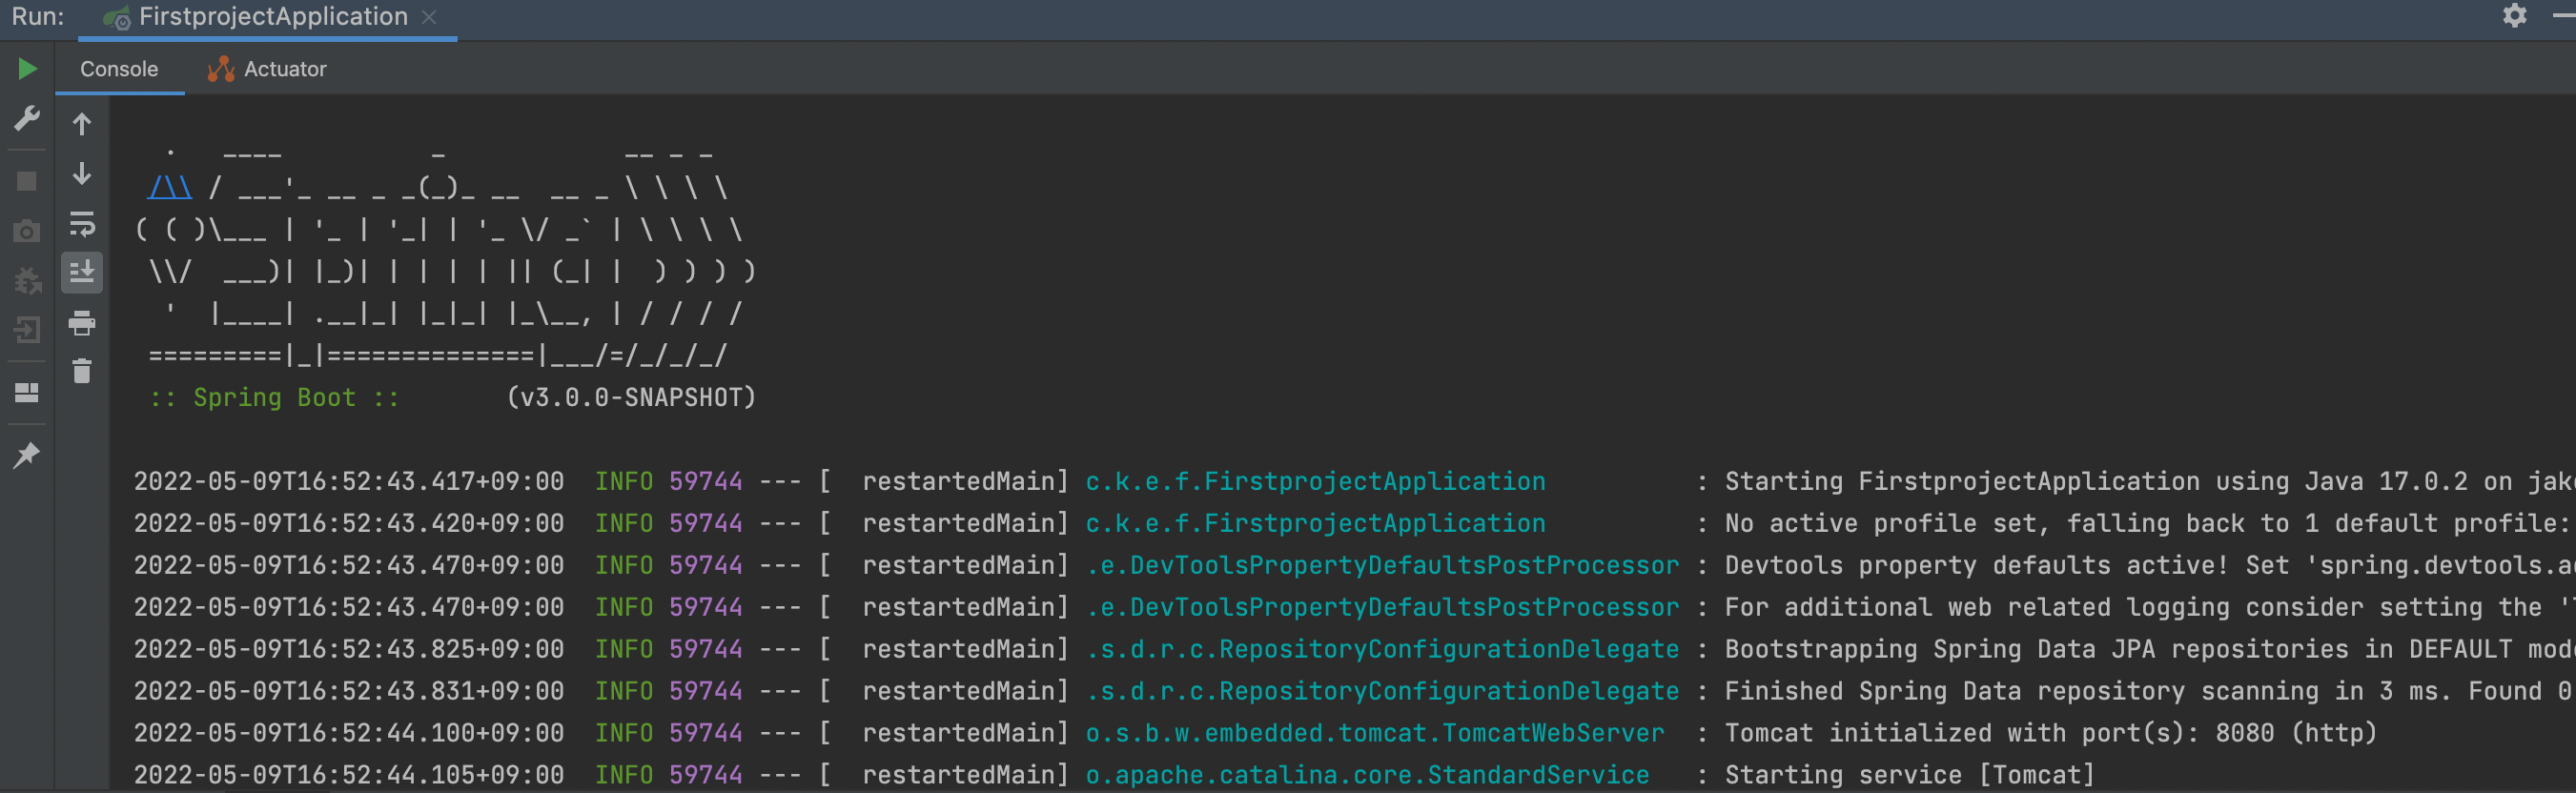 Run: FirstprojectApplication
Console Actuator
  .   ____          _            __ _ _
 /\\ / ___'_ __ _ _(_)_ __  __ _ \ \ \ \
( ( )\___ | '_ | '_| | '_ \/ _` | \ \ \ \
 \\/  ___)| |_)| | | | | || (_| |  ) ) ) )
  '  |____| .__|_| |_|_| |_\__, | / / / /
 =========|_|==============|___/=/_/_/_/
 :: Spring Boot ::       (v3.0.0-SNAPSHOT)
2022-05-09T16:52:43.417+09:00  INFO 59744 --- [  restartedMain] c.k.e.f.FirstprojectApplication          : Starting FirstprojectApplication using Java 17.0.2 on
2022-05-09T16:52:43.420+09:00  INFO 59744 --- [  restartedMain] c.k.e.f.FirstprojectApplication          : No active profile set, falling back to 1 default profile:
2022-05-09T16:52:43.470+09:00  INFO 59744 --- [  restartedMain] .e.DevToolsPropertyDefaultsPostProcessor : Devtools property defaults active! Set 'spring.devtools.
2022-05-09T16:52:43.470+09:00  INFO 59744 --- [  restartedMain] .e.DevToolsPropertyDefaultsPostProcessor : For additional web related logging consider setting the
2022-05-09T16:52:43.825+09:00  INFO 59744 --- [  restartedMain] .s.d.r.c.RepositoryConfigurationDelegate : Bootstrapping Spring Data JPA repositories in DEFAULT
2022-05-09T16:52:43.831+09:00  INFO 59744 --- [  restartedMain] .s.d.r.c.RepositoryConfigurationDelegate : Finished Spring Data repository scanning in 3 ms. Found 0
2022-05-09T16:52:44.100+09:00  INFO 59744 --- [  restartedMain] o.s.b.w.embedded.tomcat.TomcatWebServer  : Tomcat initialized with port(s): 8080 (http)
2022-05-09T16:52:44.105+09:00  INFO 59744 --- [  restartedMain] o.apache.catalina.core.StandardService   : Starting service [Tomcat]